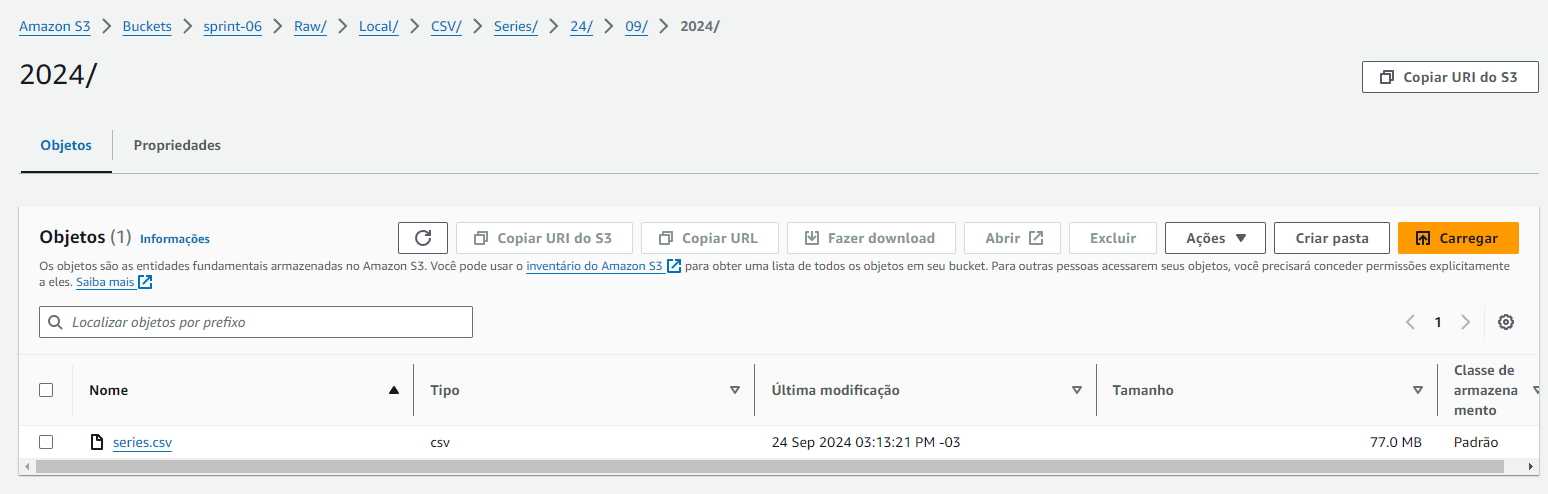 Amazon S3 > Buckets > sprint-06 > Raw/ > Local/ > CSV/ > Series/ > 24/ > 09/ > 2024/
2024/
Copiar URI do S3
Objetos Propriedades
Objetos (1) Informações
Copiar URI do S3 Copiar URL Fazer download Abrir Excluir Ações Criar pasta Carregar
Os objetos são as entidades fundamentais armazenadas no Amazon S3. Você pode usar o inventário do Amazon S3 para obter uma lista de todos os objetos em seu bucket. Para outras pessoas acessarem seus objetos, você precisará conceder permissões explicitamente
a eles. Saiba mais
Localizar objetos por prefixo
1
Nome Tipo Última modificação Tamanho Classe de
armazena
mento
series.csv csv 24 Sep 2024 03:13:21 PM -03 77.0 MB Padrão